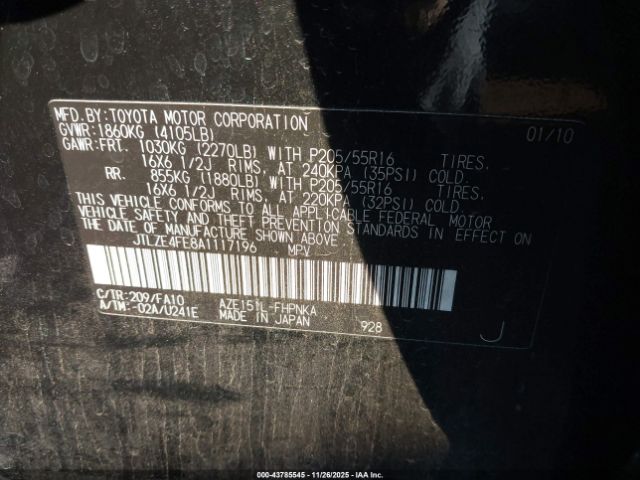 MFD. BY: TOYOTA MOTOR CORPORATION 01/10
GVWR: 1860KG (4105LB)
GAWR: FRT. 1030KG (2270LB) WITH P205/55R16 TIRES,
16X6 1/2J RIMS, AT 240KPA (35PSI) COLD.
RR. 855KG (1880LB) WITH P205/55R16 TIRES,
16X6 1/2J RIMS, AT 220KPA (32PSI) COLD.
THIS VEHICLE CONFORMS TO ALL APPLICABLE FEDERAL MOTOR
VEHICLE SAFETY AND THEFT PREVENTION STANDARDS IN EFFECT ON
THE DATE OF MANUFACTURE SHOWN ABOVE.
JTLZE4FE8A1117196 MPV
C/TR: 209/FA10 AZE151L-FHPNKA
A/TM: -02A/U241E MADE IN JAPAN 928 J
000-43785545 | 11/26/2025 | IAA Inc.